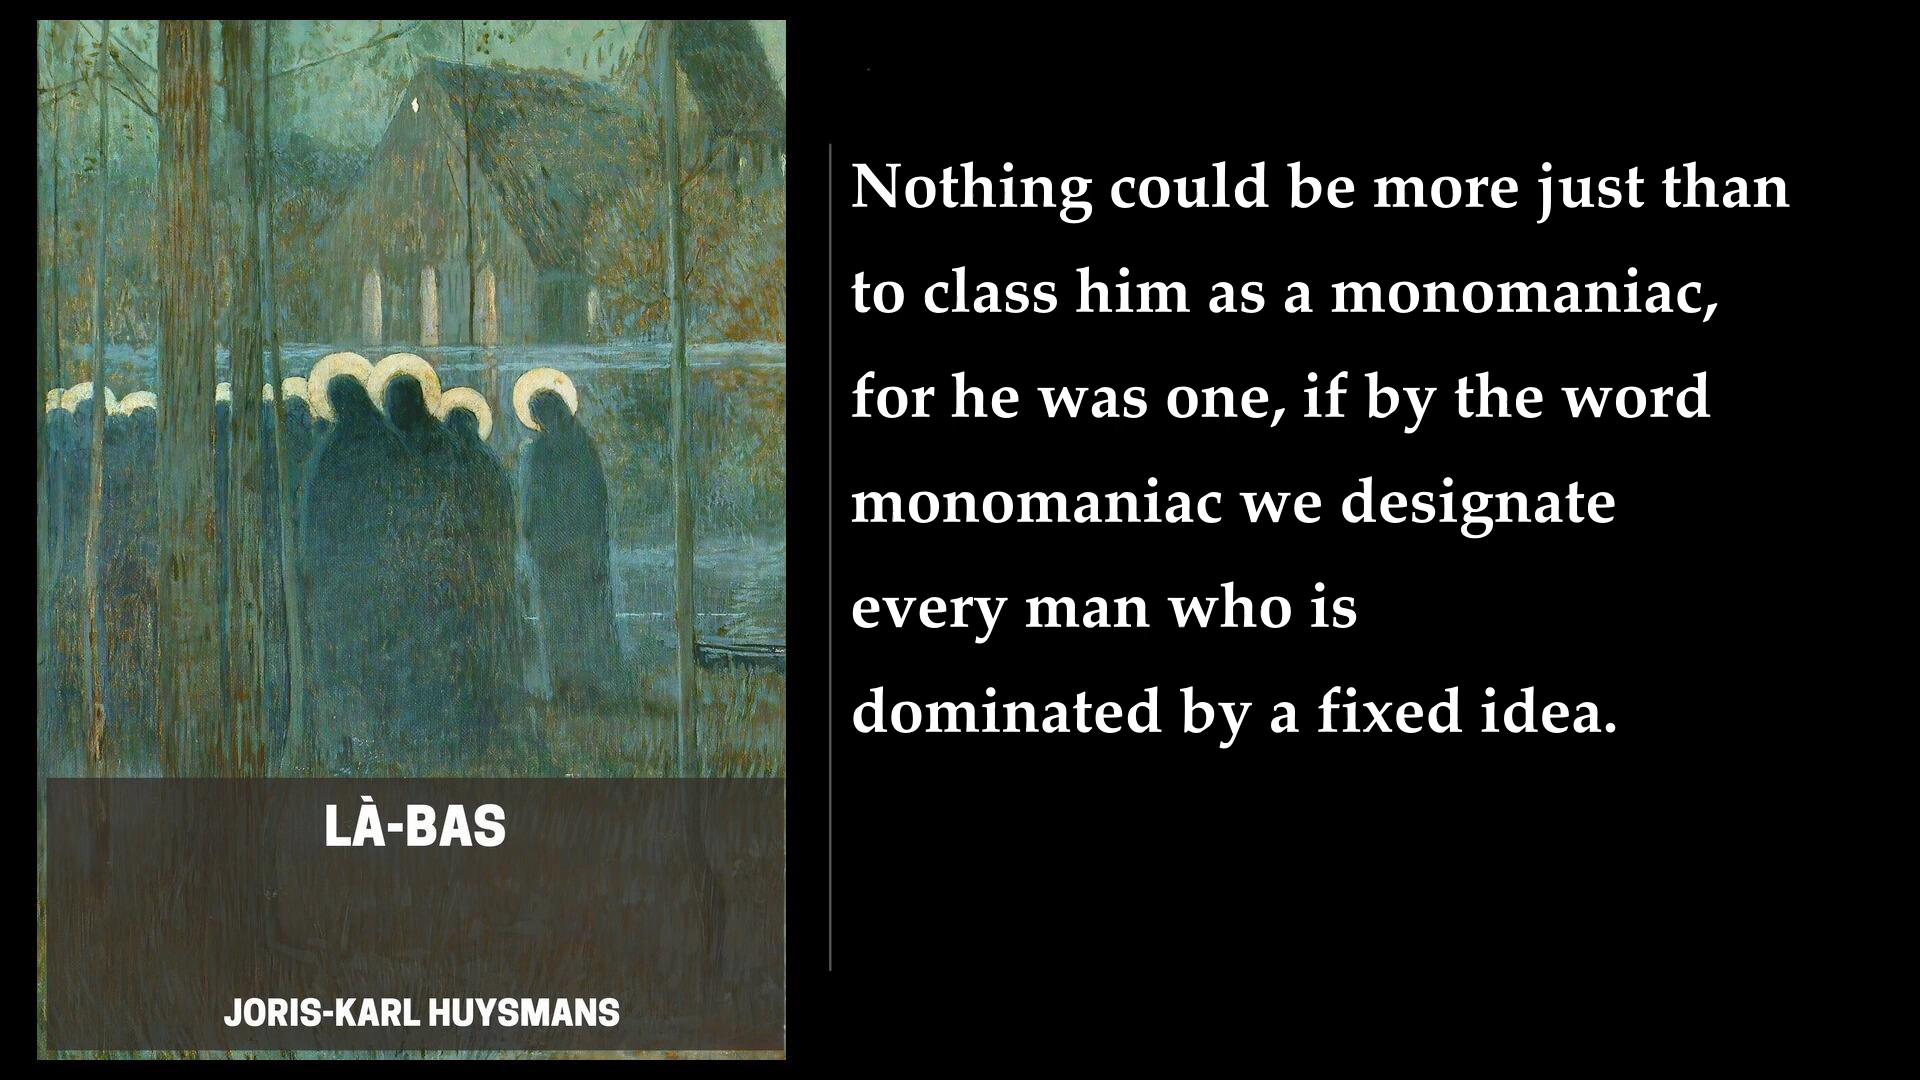 LÀ-BAS
JORIS-KARL HUYSMANS
Nothing could be more just than
to class him as a monomaniac,
for he was one, if by the word
monomaniac we designate
every man who is
dominated by a fixed idea.